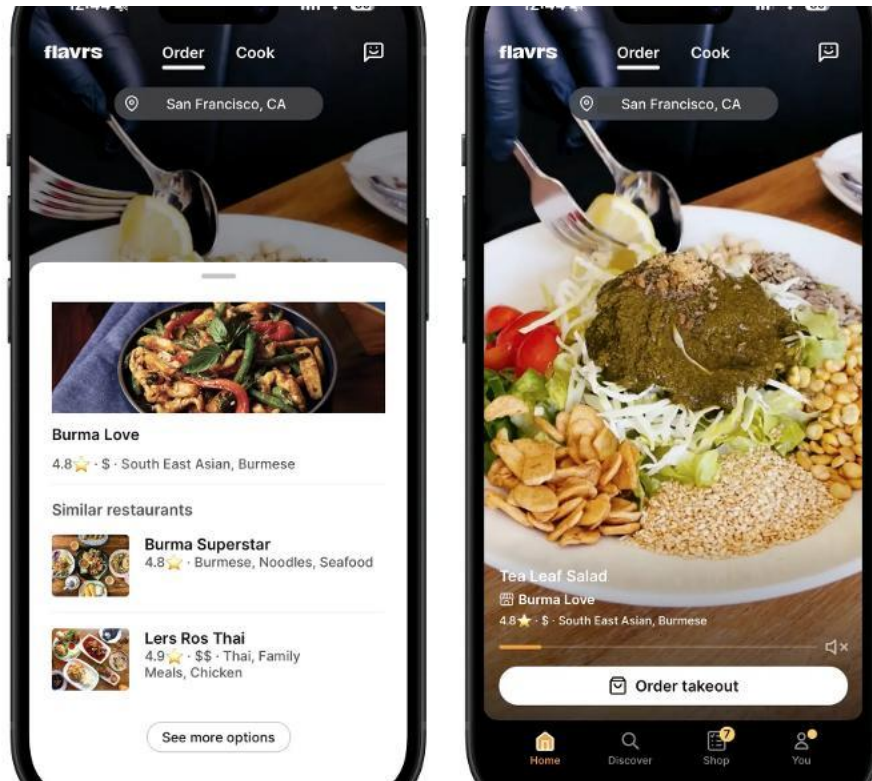 flavrs Order Cook
San Francisco, CA
Burma Love
4.8⭐ · $ · South East Asian, Burmese
Similar restaurants
Burma Superstar
4.8⭐ · Burmese, Noodles, Seafood
Lers Ros Thai
4.9⭐ · $$ · Thai, Family
Meals, Chicken
See more options
flavrs Order Cook
San Francisco, CA
Tea Leaf Salad
Burma Love
4.8⭐ · $ · South East Asian, Burmese
Order takeout
7
Home Discover Shop You